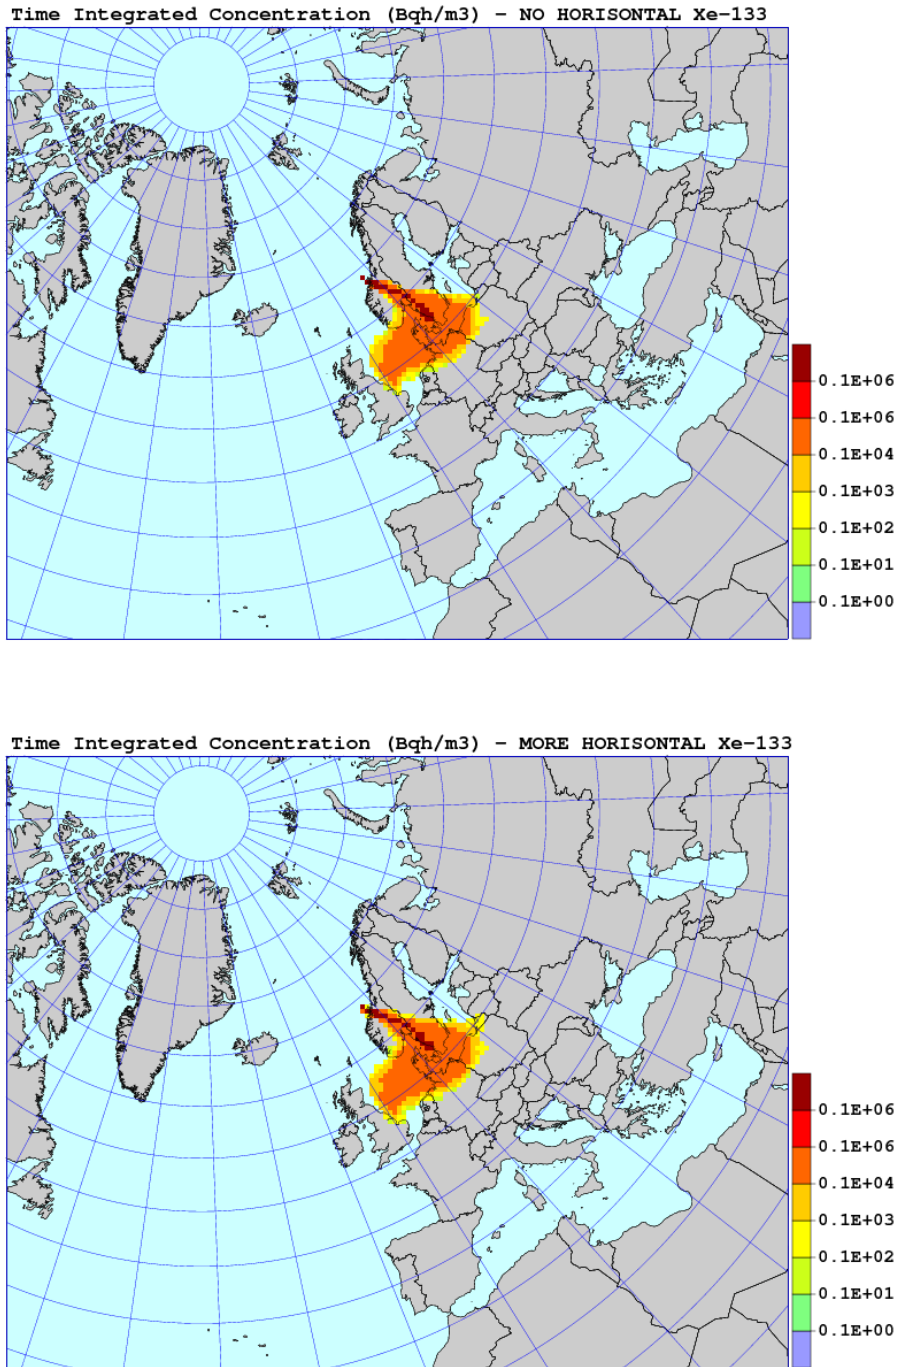 Time Integrated Concentration (Bqh/m3) – NO HORISONTAL Xe–133
0.1E+06
0.1E+06
0.1E+04
0.1E+03
0.1E+02
0.1E+01
0.1E+00
Time Integrated Concentration (Bqh/m3) – MORE HORISONTAL Xe–133
0.1E+06
0.1E+06
0.1E+04
0.1E+03
0.1E+02
0.1E+01
0.1E+00